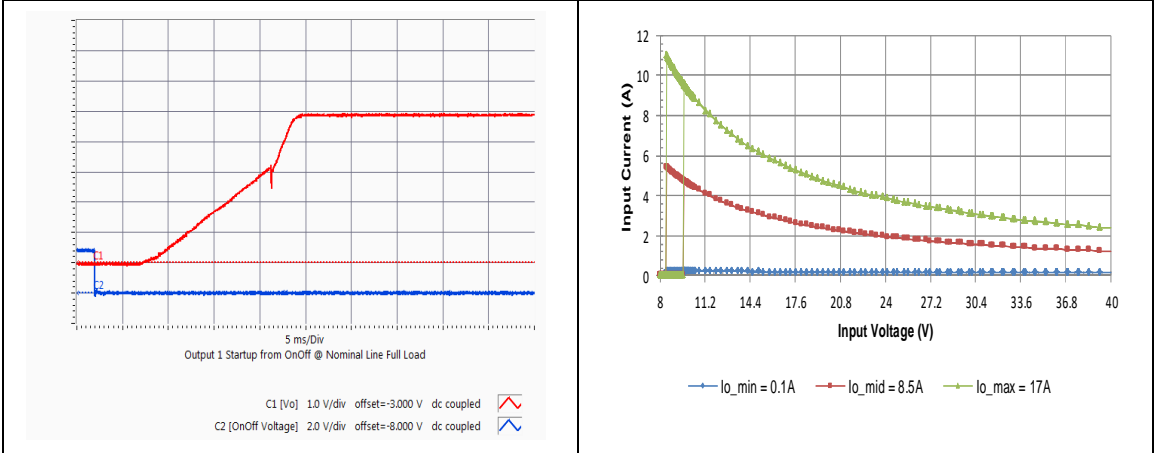 C1
C2
5 ms/Div
Output 1 Startup from OnOff @ Nominal Line Full Load
C1 [Vo] 1.0 V/div offset=-3.000 V dc coupled
C2 [OnOff Voltage] 2.0 V/div offset=-8.000 V dc coupled
12
10
8
6
4
2
0
Input Current (A)
8 11.2 14.4 17.6 20.8 24 27.2 30.4 33.6 36.8 40
Input Voltage (V)
Io_min = 0.1A Io_mid = 8.5A Io_max = 17A